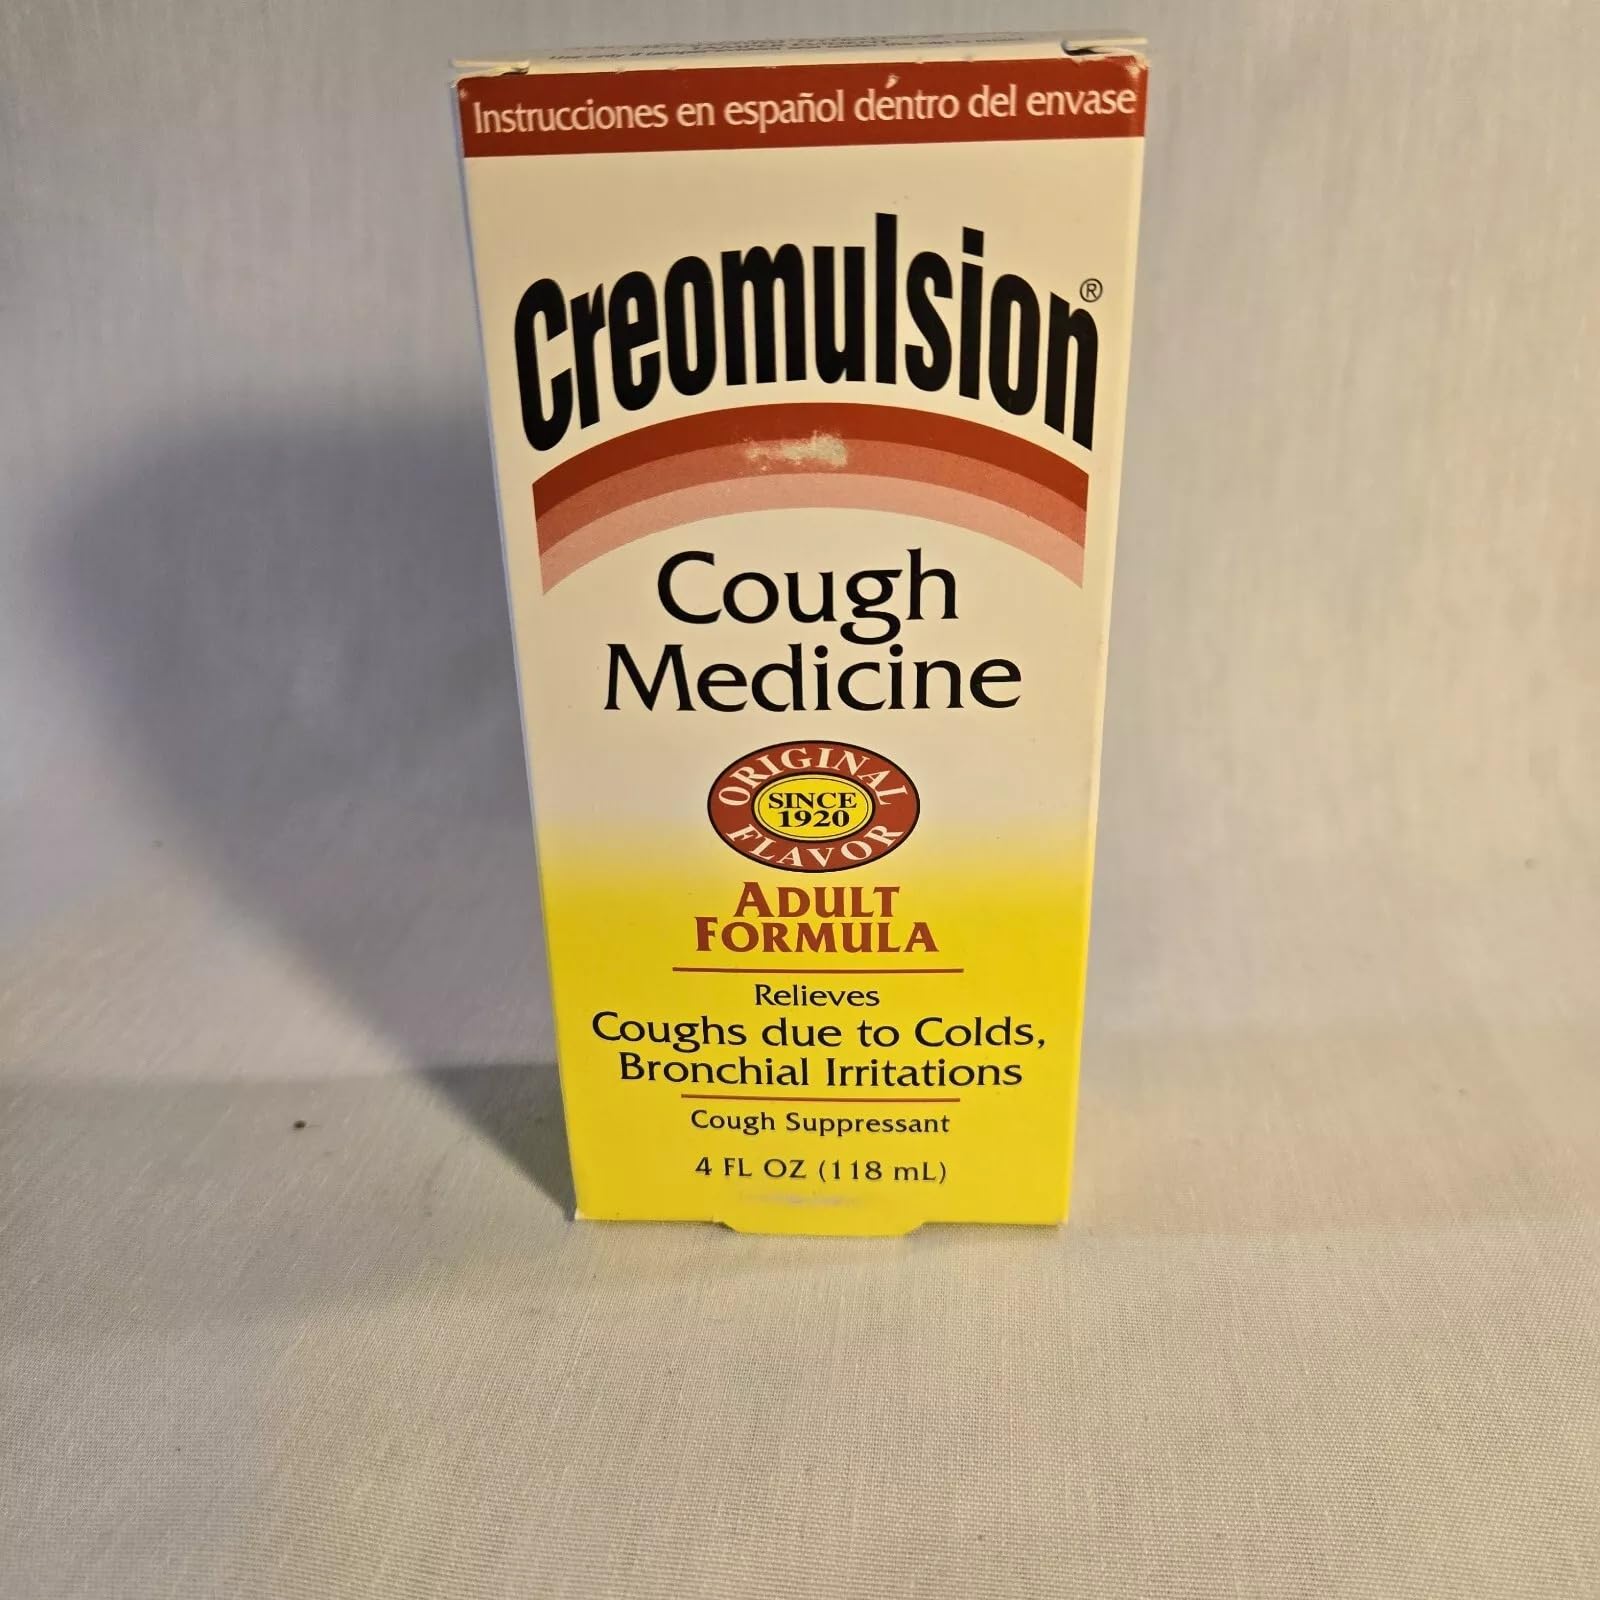 Instrucciones en español déntro del envase
Creomulsion®
Cough
Medicine
ORIGINAL
SINCE
1920
FLAVOR
ADULT
FORMULA
Relieves
Coughs due to Colds,
Bronchial Irritations
Cough Suppressant
4 FL OZ (118 mL)